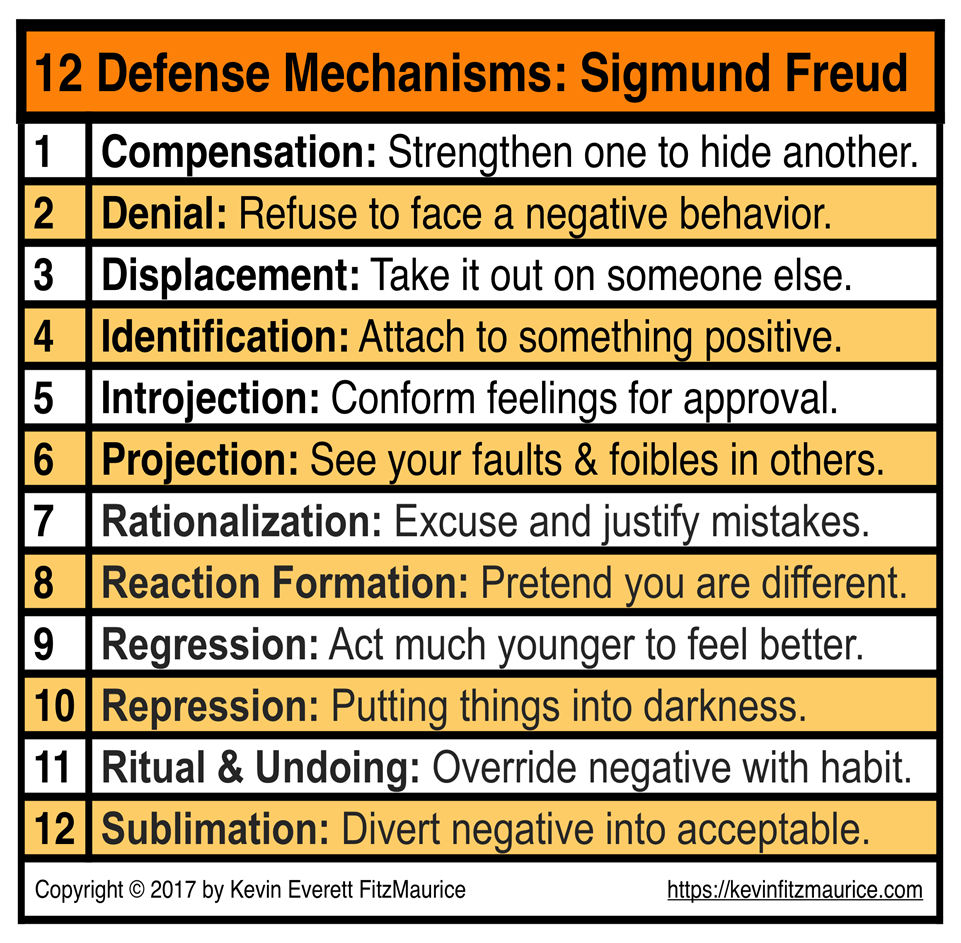 12 Defense Mechanisms: Sigmund Freud
1 Compensation: Strengthen one to hide another.
2 Denial: Refuse to face a negative behavior.
3 Displacement: Take it out on someone else.
4 Identification: Attach to something positive.
5 Introjection: Conform feelings for approval.
6 Projection: See your faults & foibles in others.
7 Rationalization: Excuse and justify mistakes.
8 Reaction Formation: Pretend you are different.
9 Regression: Act much younger to feel better.
10 Repression: Putting things into darkness.
11 Ritual & Undoing: Override negative with habit.
12 Sublimation: Divert negative into acceptable.
Copyright © 2017 by Kevin Everett FitzMaurice https://kevinfitzmaurice.com